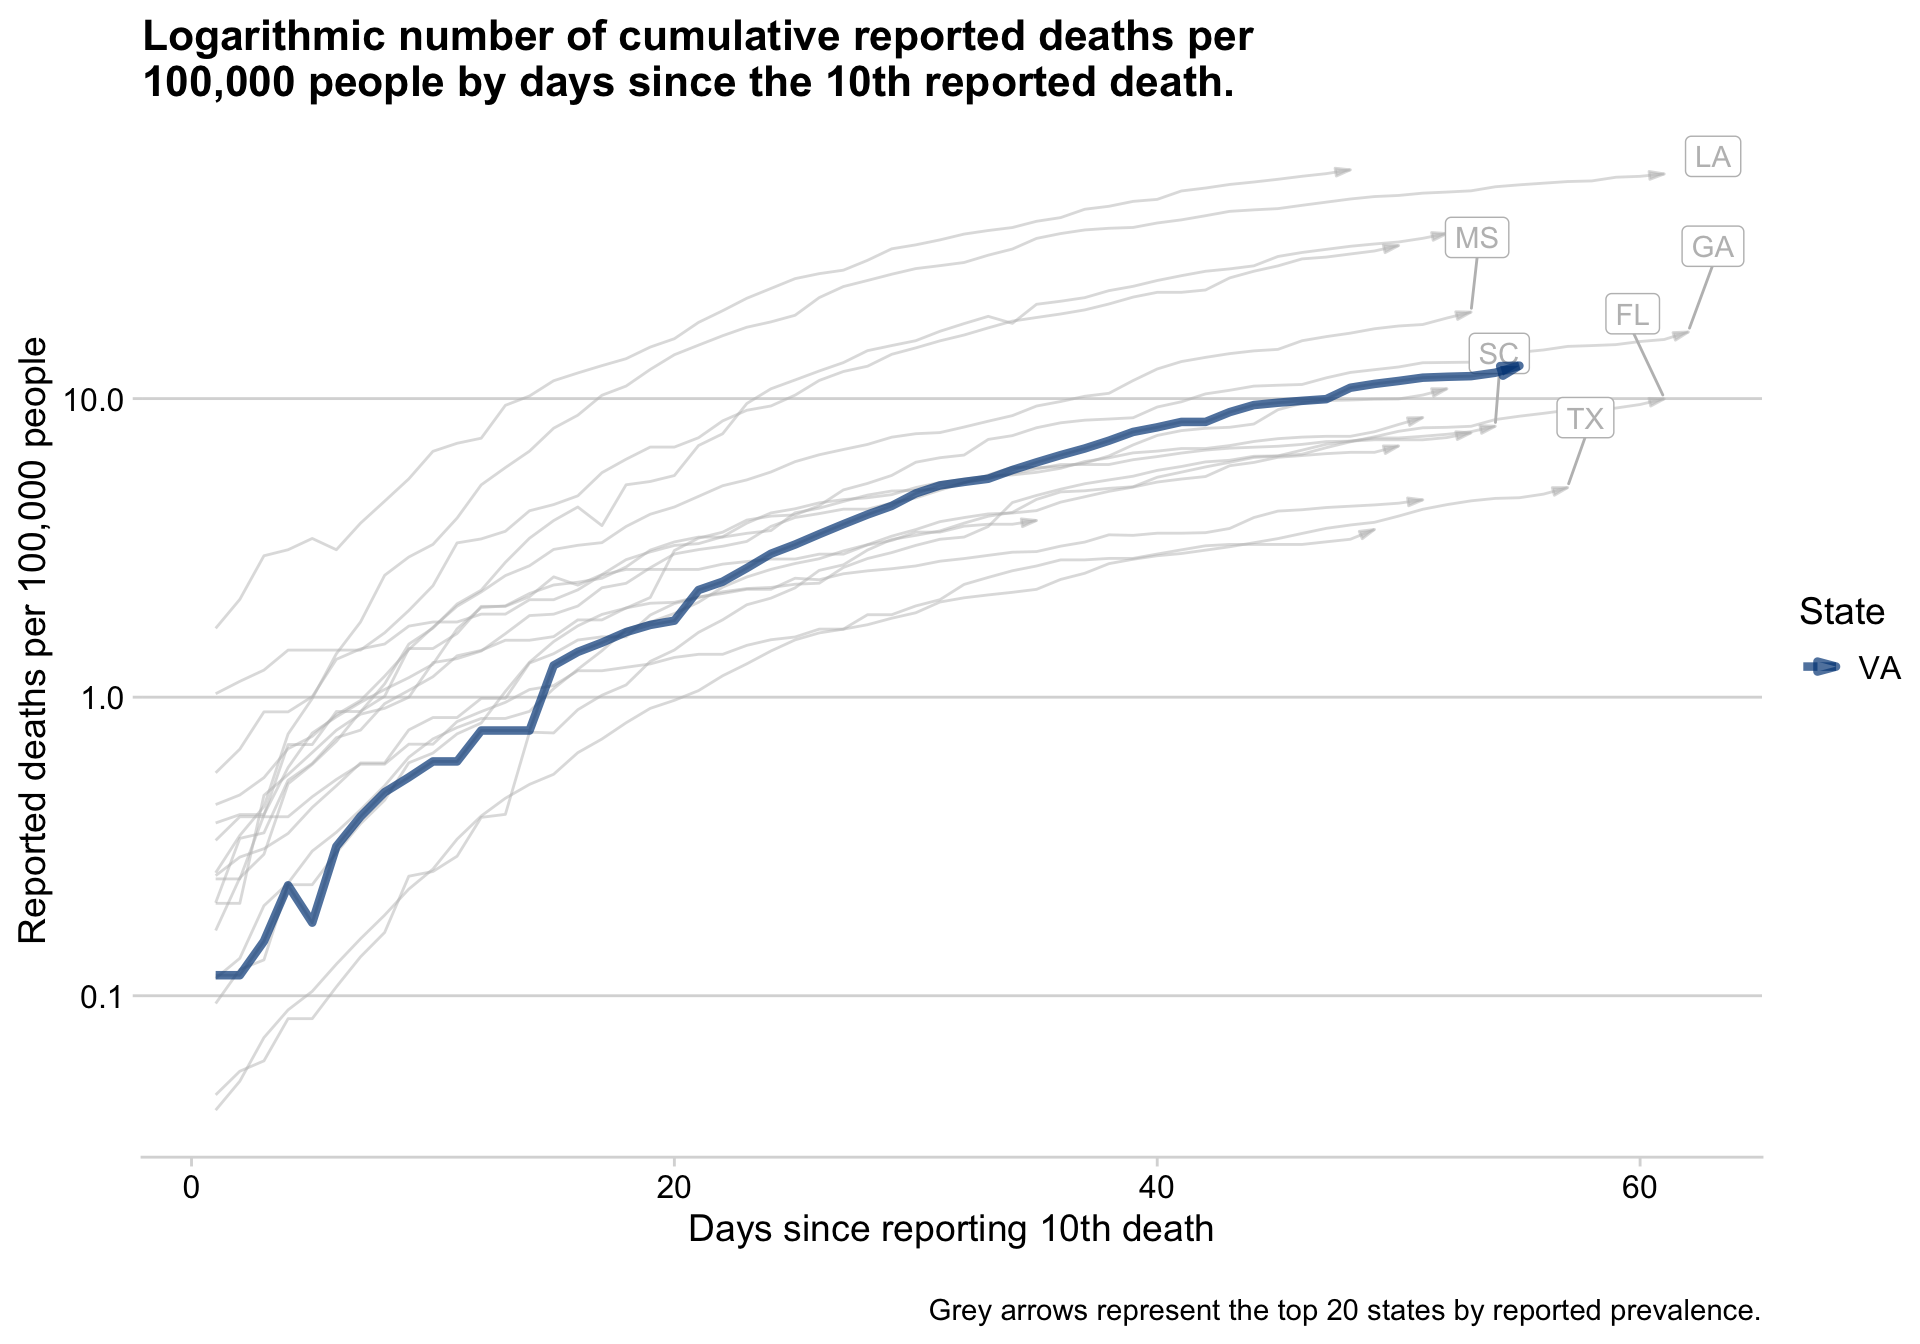 Logarithmic number of cumulative reported deaths per
100,000 people by days since the 10th reported death.
LA
MS
GA
FL
SC
TX
Reported deaths per 100,000 people
10.0
1.0
0.1
State
VA
0
20
40
60
Days since reporting 10th death
Grey arrows represent the top 20 states by reported prevalence.